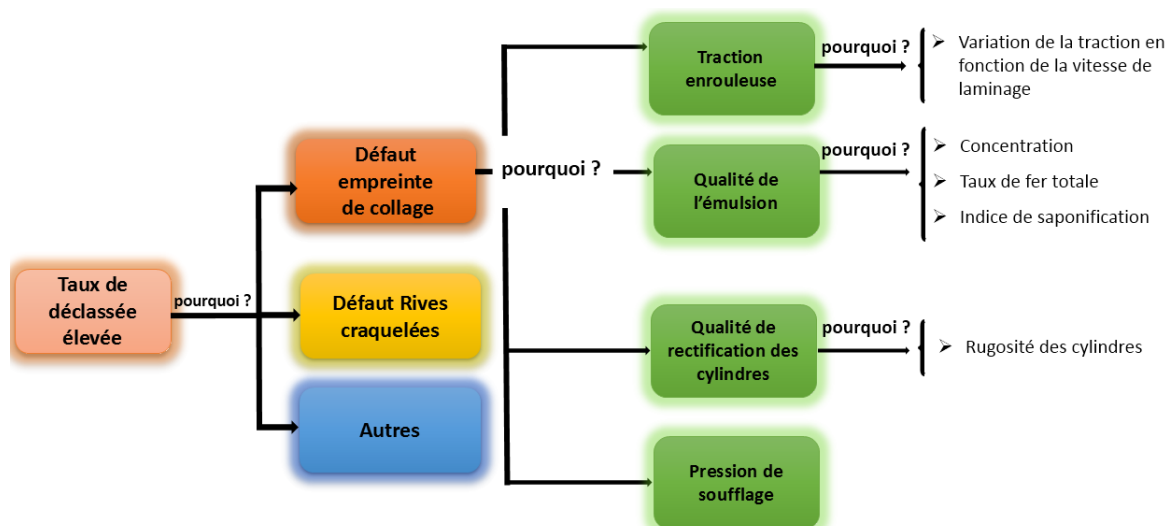 Taux de
déclassée
élevée
pourquoi ?
Défaut
empreinte
de collage
Défaut Rives
craquelées
Autres
pourquoi ?
Traction
enrouleuse
pourquoi ?
Variation de la traction en
fonction de la vitesse de
laminage
Qualité de
l'émulsion
pourquoi ?
Concentration
Taux de fer totale
Indice de saponification
Qualité de
rectification des
cylindres
pourquoi ?
Rugosité des cylindres
Pression de
soufflage